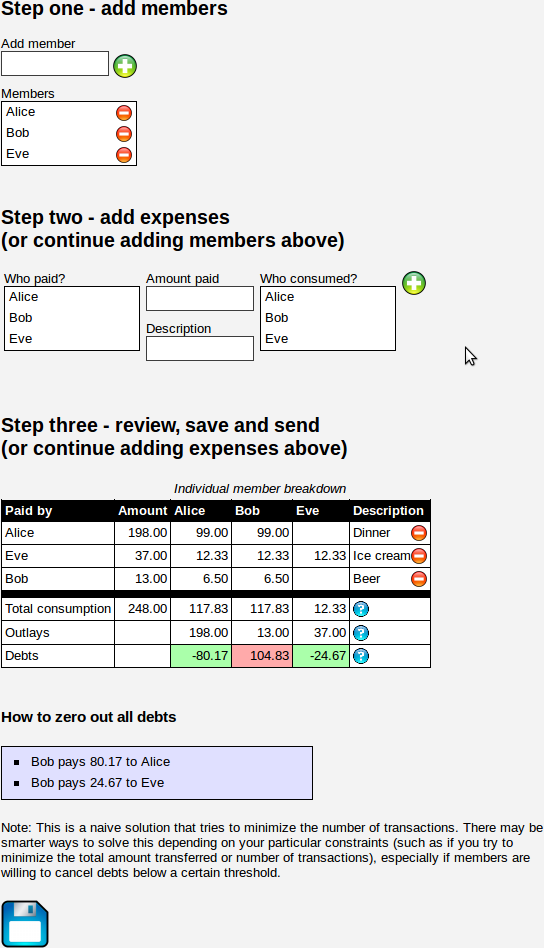 Step one - add members
Add member
Members
Alice
Bob
Eve
Step two - add expenses
(or continue adding members above)
Who paid? Amount paid Who consumed?
Alice Alice
Bob Description Bob
Eve Eve
Step three - review, save and send
(or continue adding expenses above)
Individual member breakdown
Paid by Amount Alice Bob Eve Description
Alice 198.00 99.00 99.00 Dinner
Eve 37.00 12.33 12.33 12.33 Ice cream
Bob 13.00 6.50 6.50 Beer
Total consumption 248.00 117.83 117.83 12.33 ?
Outlays 198.00 13.00 37.00 ?
Debts -80.17 104.83 -24.67 ?
How to zero out all debts
Bob pays 80.17 to Alice
Bob pays 24.67 to Eve
Note: This is a naive solution that tries to minimize the number of transactions. There may be
smarter ways to solve this depending on your particular constraints (such as if you try to
minimize the total amount transferred or number of transactions), especially if members are
willing to cancel debts below a certain threshold.